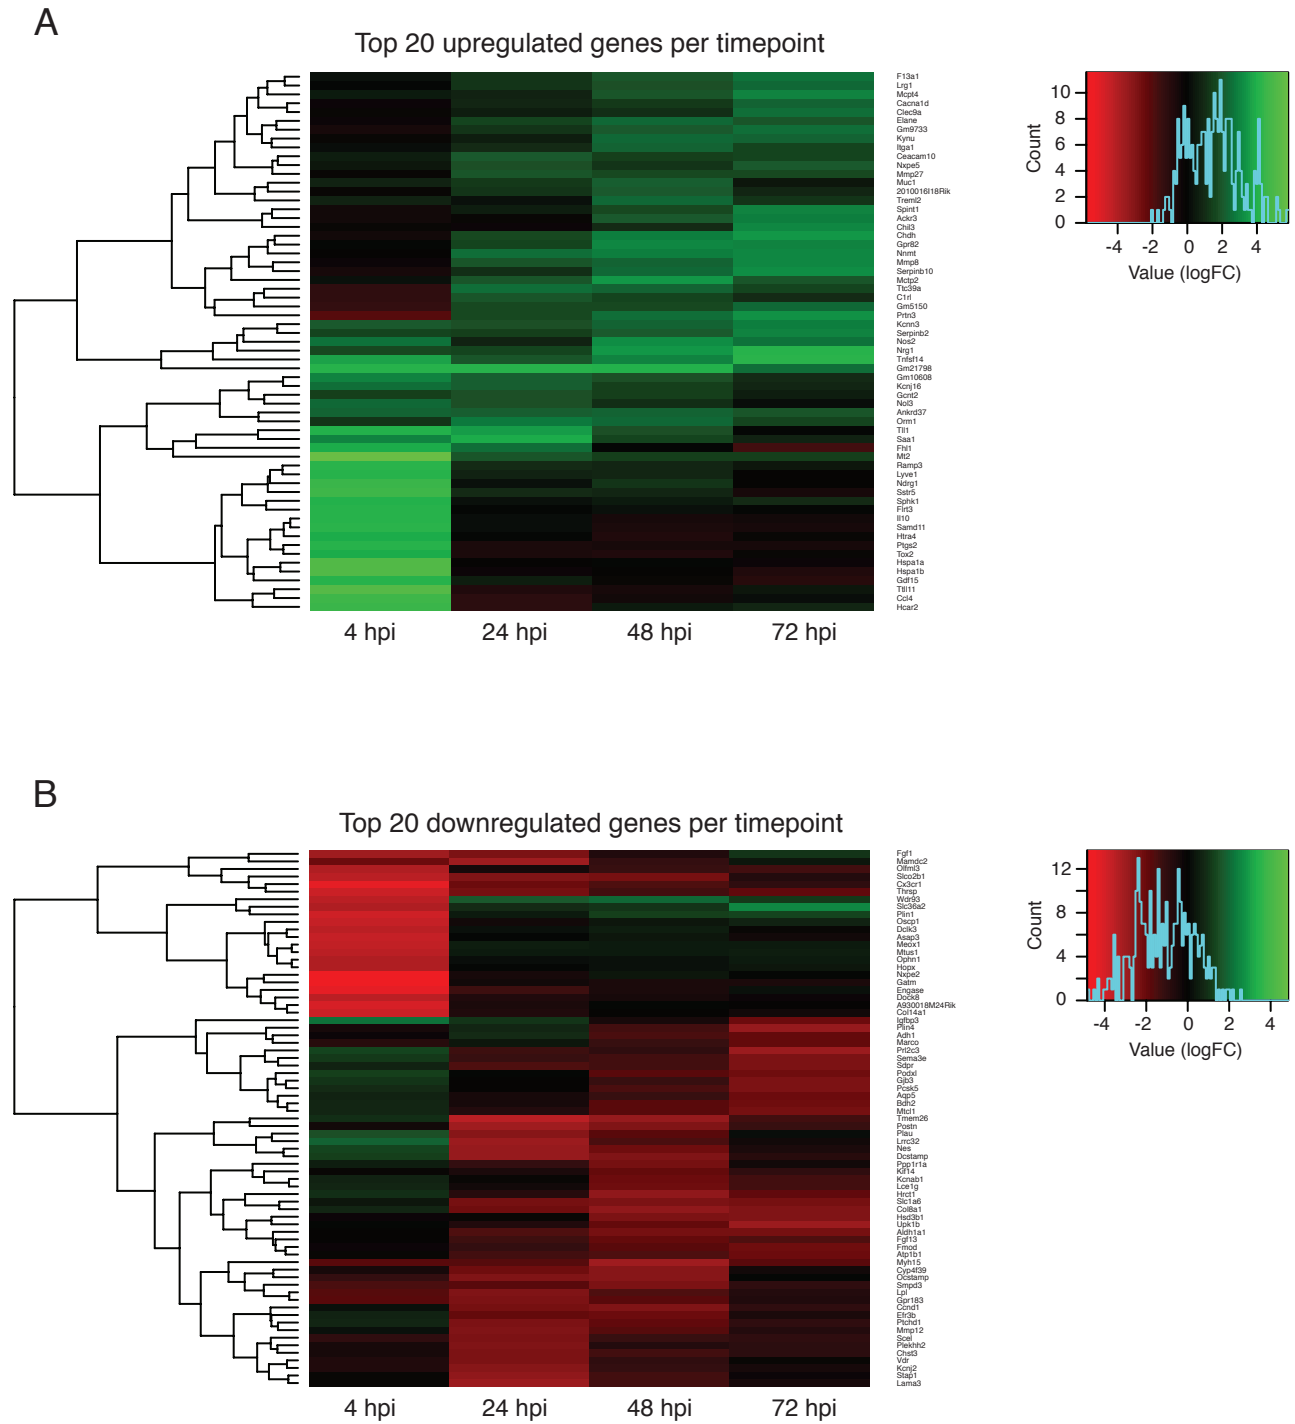 A
Top 20 upregulated genes per timepoint
F13a1
Lrg1
Mcpt4
Cacna1d
Clec9a
Elane
Gm9733
Kynu
Itga1
Ceacam10
Nxpe5
Mmp27
Muc1
2010016I18Rik
Treml2
Spint1
Ackr3
Chil3
Chdh
Gpr82
Nnmt
Mmp8
Serpinb10
Mctp2
Ttc39a
C1rl
Gm5150
Prtn3
Kcnn3
Serpinb2
Nos2
Nrg1
Tnfsf14
Gm21798
Gm10608
Kcnj16
Gcnt2
Nol3
Ankrd37
Orm1
Tll1
Saa1
Fhl1
Mt2
Ramp3
Lyve1
Ndrg1
Sstr5
Sphk1
Flrt3
Il10
Samd11
Htra4
Ptgs2
Tox2
Hspa1a
Hspa1b
Gdf15
Ttll11
Ccl4
Hcar2
4 hpi 24 hpi 48 hpi 72 hpi
Count
10
8
6
4
2
0
-4 -2 0 2 4
Value (logFC)
B
Top 20 downregulated genes per timepoint
Fgf1
Mamdc2
Olfml3
Slco2b1
Cx3cr1
Thrsp
Wdr93
Slc36a2
Plin1
Oscp1
Dclk3
Asap3
Meox1
Mtus1
Ophn1
Hopx
Nxpe2
Gatm
Engase
Dock8
A930018M24Rik
Col14a1
Igfbp3
Plin4
Adh1
Marco
Prl2c3
Sema3e
Sdpr
Podxl
Gjb3
Pcsk5
Aqp5
Bdh2
Mtcl1
Tmem26
Postn
Plau
Lrrc32
Nes
Dcstamp
Ppp1r1a
Kif14
Kcnab1
Lce1g
Hrct1
Slc1a6
Col8a1
Hsd3b1
Upk1b
Aldh1a1
Fgf13
Fmod
Atp1b1
Myh15
Cyp4f39
Ocstamp
Smpd3
Lpl
Gpr183
Ccnd1
Efr3b
Ptchd1
Mmp12
Scel
Plekhh2
Chst3
Vdr
Kcnj2
Stap1
Lama3
4 hpi 24 hpi 48 hpi 72 hpi
Count
12
8
4
0
-4 -2 0 2 4
Value (logFC)